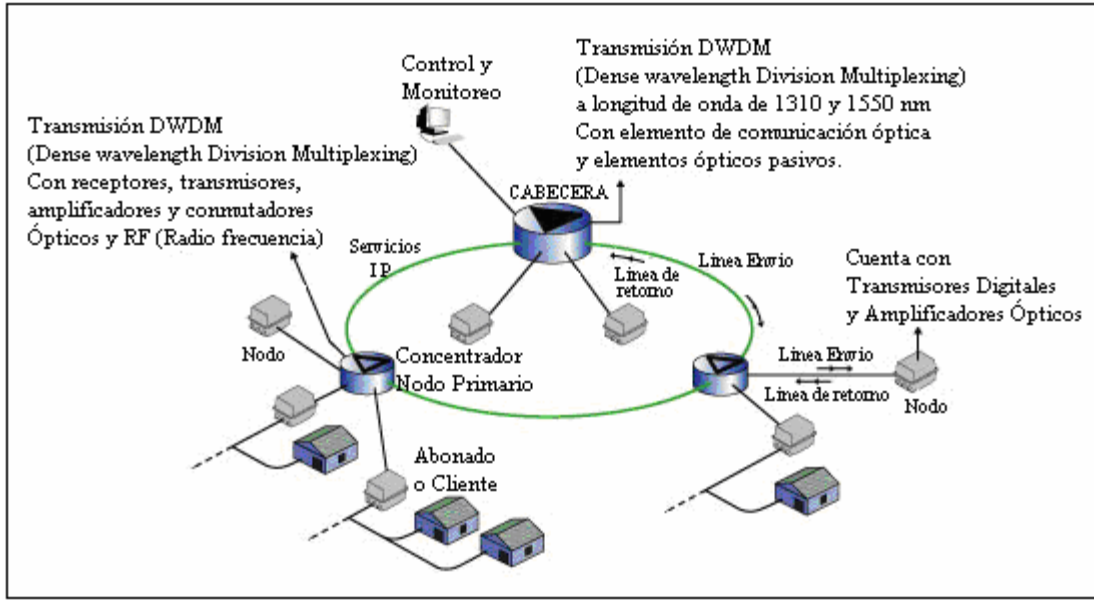 Control y
Monitoreo
Transmisión DWDM
(Dense wavelength Division Multiplexing)
a longitud de onda de 1310 y 1550 nm
Con elemento de comunicación óptica
y elementos ópticos pasivos.
Transmisión DWDM
(Dense wavelength Division Multiplexing)
Con receptores, transmisores,
amplificadores y conmutadores
Ópticos y RF (Radio frecuencia)
CABECERA
Servicios
IP
Línea de
retorno
Línea Envio
Cuenta con
Transmisores Digitales
y Amplificadores Ópticos
Nodo
Concentrador
Nodo Primario
Línea Envio
Línea de retorno
Nodo
Abonado
o Cliente